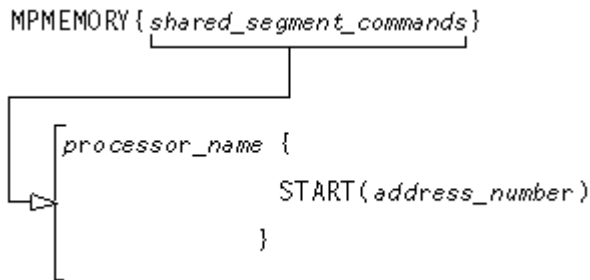 MPMEMORY{shared_segment_commands}
processor_name {
START(address_number)
}